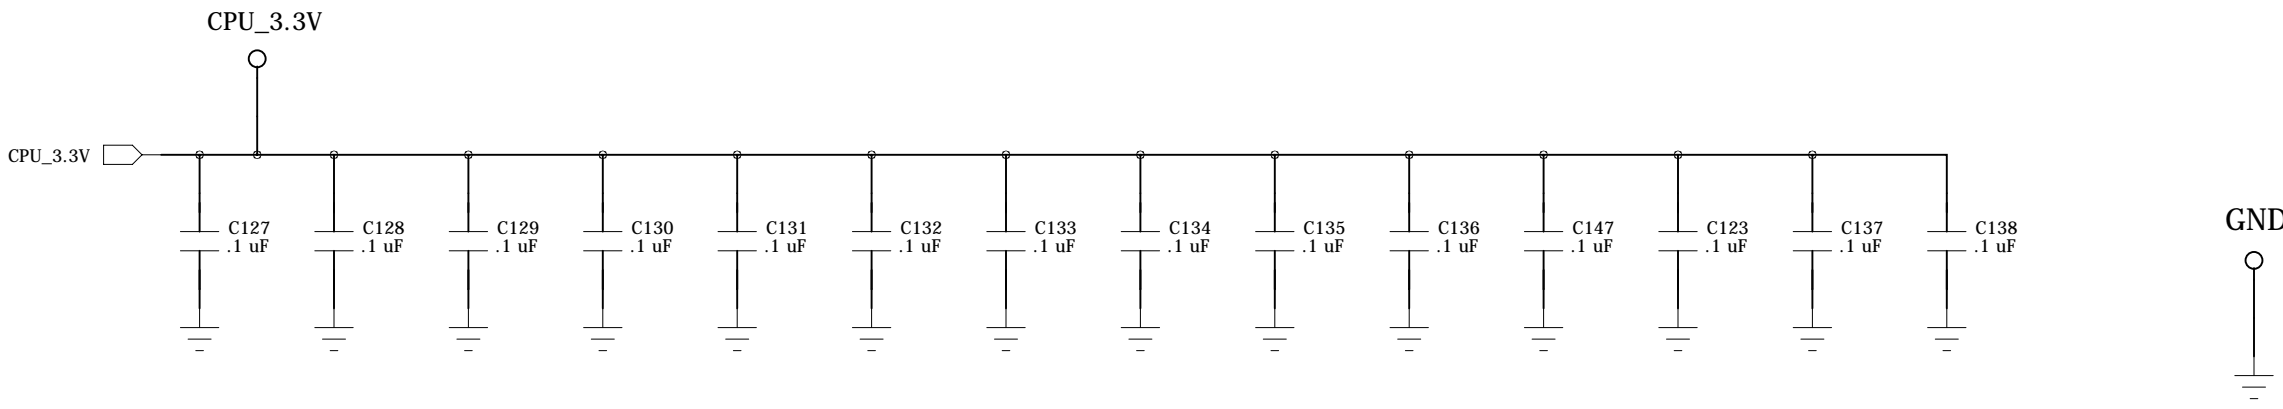 CPU_3.3V
CPU_3.3V
C127
.1 uF
C128
.1 uF
C129
.1 uF
C130
.1 uF
C131
.1 uF
C132
.1 uF
C133
.1 uF
C134
.1 uF
C135
.1 uF
C136
.1 uF
C147
.1 uF
C123
.1 uF
C137
.1 uF
C138
.1 uF
GND